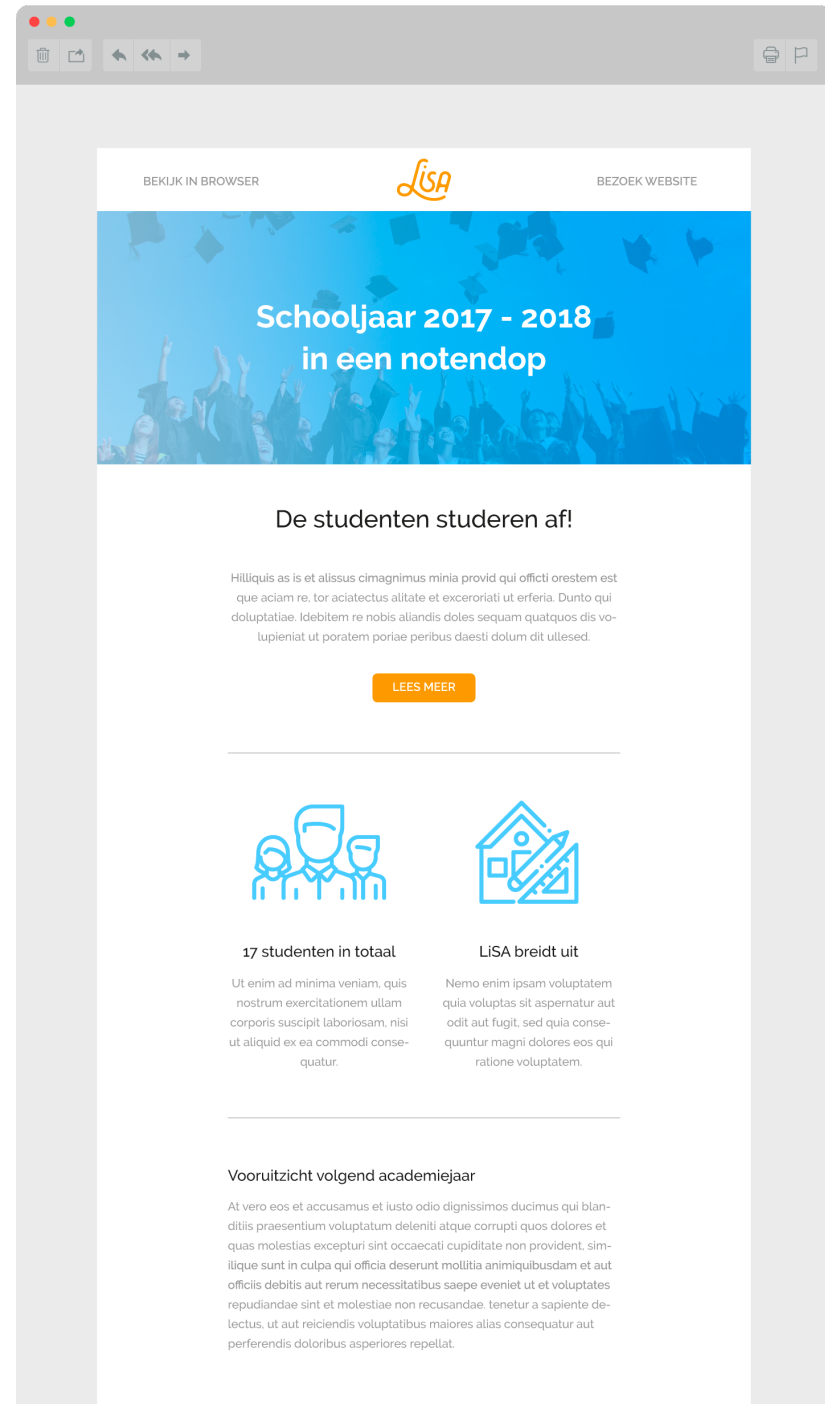 BEKIJK IN BROWSER
LiSA
BEZOEK WEBSITE
Schooljaar 2017 - 2018
in een notendop
De studenten studeren af!
Hilliquis as is et alissus cimagnimus minia provid qui officti orestem est
que aciam re, tor aciatectus alitate et exceroriati ut erferia. Dunto qui
doluptatiae. Idebitem re nobis aliandis doles sequam quatquos dis vo-
lupieniat ut poratem poriae peribus daesti dolum dit ullesed.
LEES MEER
17 studenten in totaal
Ut enim ad minima veniam, quis
nostrum exercitationem ullam
corporis suscipit laboriosam, nisi
ut aliquid ex ea commodi conse-
quatur.
LiSA breidt uit
Nemo enim ipsam voluptatem
quia voluptas sit aspernatur aut
odit aut fugit, sed quia conse-
quuntur magni dolores eos qui
ratione voluptatem.
Vooruitzicht volgend academiejaar
At vero eos et accusamus et iusto odio dignissimos ducimus qui blan-
ditiis praesentium voluptatum deleniti atque corrupti quos dolores et
quas molestias excepturi sint occaecati cupiditate non provident, sim-
ilique sunt in culpa qui officia deserunt mollitia animiquibusdam et aut
officiis debitis aut rerum necessitatibus saepe eveniet ut et voluptates
repudiandae sint et molestiae non recusandae. tenetur a sapiente de-
lectus, ut aut reiciendis voluptatibus maiores alias consequatur aut
perferendis doloribus asperiores repellat.